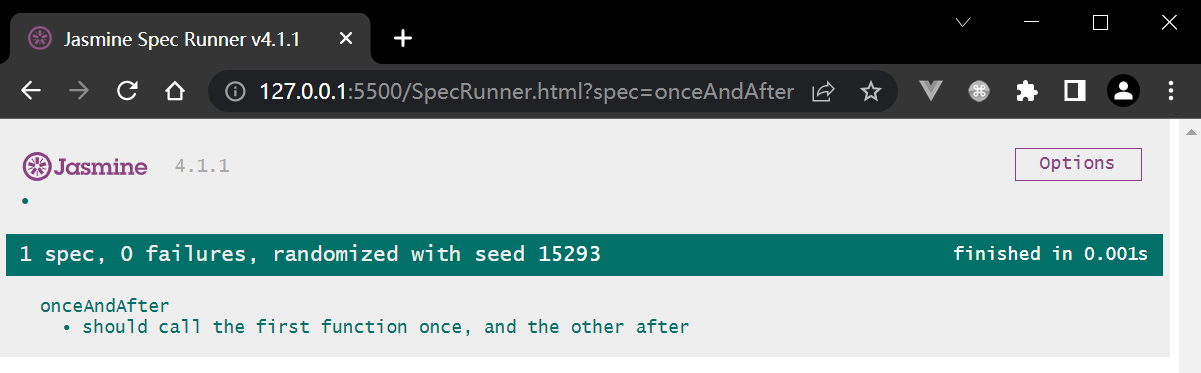 Jasmine Spec Runner v4.1.1
127.0.0.1:5500/SpecRunner.html?spec=onceAndAfter
Jasmine 4.1.1 Options
•
1 spec, 0 failures, randomized with seed 15293 finished in 0.001s
onceAndAfter
• should call the first function once, and the other after